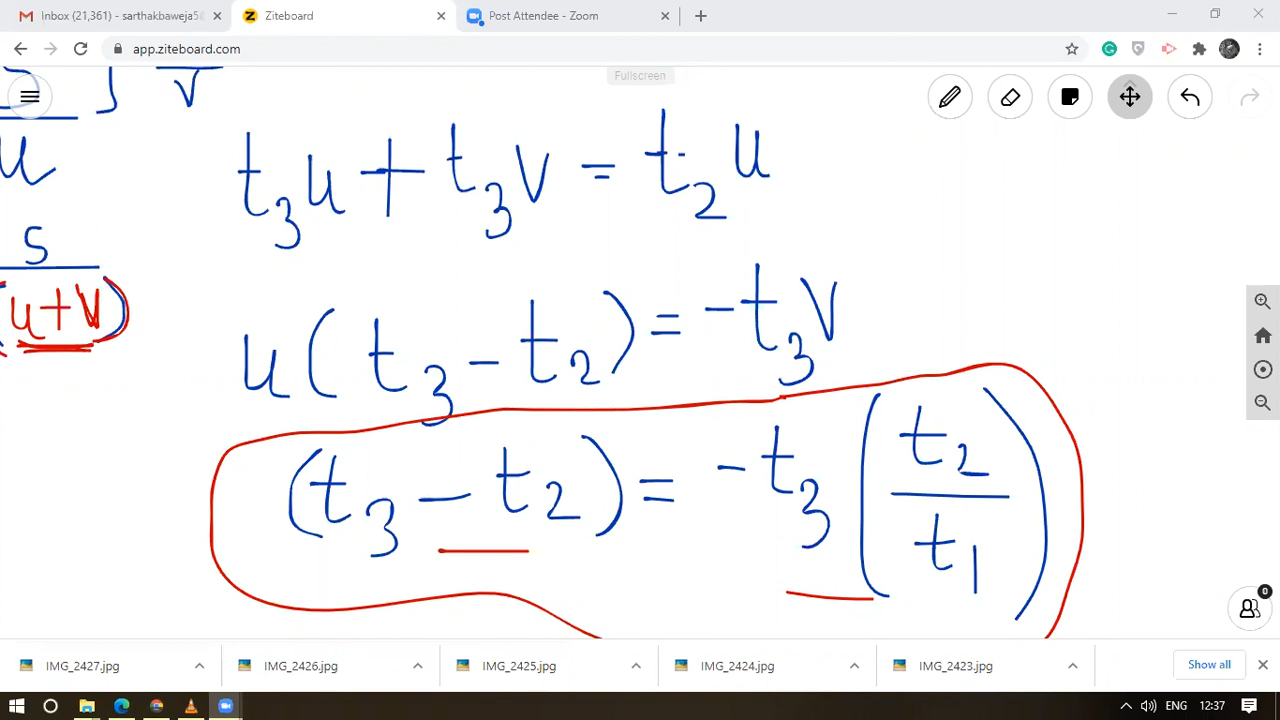 Inbox (21,361) - sarthakbaweja5
Ziteboard
Post Attendee - Zoom
app.ziteboard.com
Fullscreen
u
s
(u+v)
v
t₃u + t₃v = t₂u
u(t₃ - t₂) = -t₃v
(t₃ - t₂) = -t₃(t₂/t₁)
0
IMG_2427.jpg
IMG_2426.jpg
IMG_2425.jpg
IMG_2424.jpg
IMG_2423.jpg
Show all
ENG
12:37